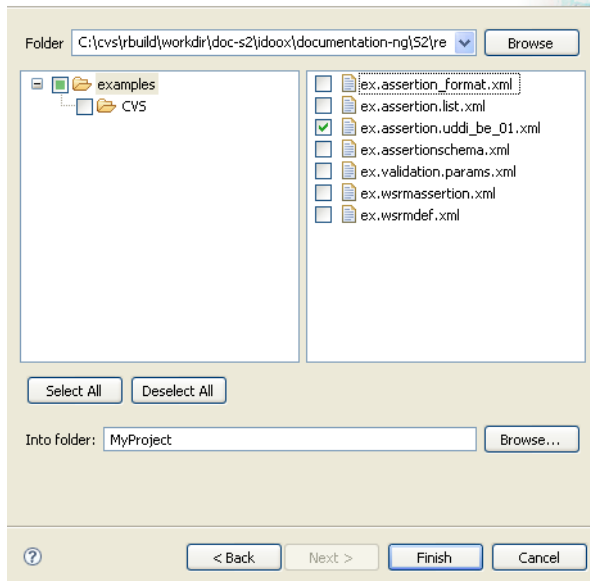 Folder C:\cvs\rbuild\workdir\doc-s2\idoox\documentation-ng\S2\re Browse
examples
CVS
ex.assertion_format.xml
ex.assertion.list.xml
ex.assertion.uddi_be_01.xml
ex.assertionschema.xml
ex.validation.params.xml
ex.wsrmassertion.xml
ex.wsrmdef.xml
Select All Deselect All
Into folder: MyProject Browse...
? < Back Next > Finish Cancel